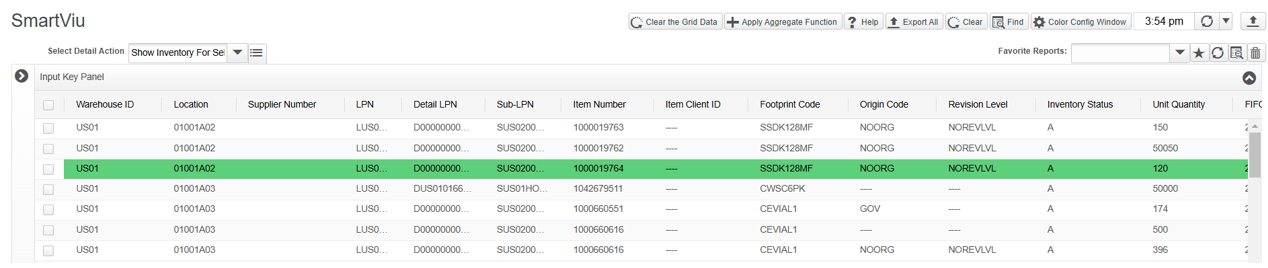 SmartViu
Clear the Grid Data Apply Aggregate Function Help Export All Clear Find Color Config Window 3:54 pm
Select Detail Action Show Inventory For Sel Favorite Reports:
Input Key Panel
Warehouse ID Location Supplier Number LPN Detail LPN Sub-LPN Item Number Item Client ID Footprint Code Origin Code Revision Level Inventory Status Unit Quantity FIFO
US01 01001A02 LUS0... D00000000... SUS0200... 1000019763 ---- SSDK128MF NOORG NOREVLVL A 150 2
US01 01001A02 LUS0... D00000000... SUS0200... 1000019762 ---- SSDK128MF NOORG NOREVLVL A 50050 2
US01 01001A02 LUS0... D00000000... SUS0200... 1000019764 ---- SSDK128MF NOORG NOREVLVL A 120 2
US01 01001A03 LUS0... DUS010166... SUS01HO... 1042679511 ---- CWSC6PK ---- ---- A 50000 2
US01 01001A03 LUS0... D00000000... SUS0200... 1000660551 ---- CEVIAL1 GOV ---- A 174 2
US01 01001A03 LUS0... D00000000... SUS0200... 1000660616 ---- CEVIAL1 ---- ---- A 500 2
US01 01001A03 LUS0... D00000000... SUS0200... 1000660616 ---- CEVIAL1 NOORG NOREVLVL A 396 2